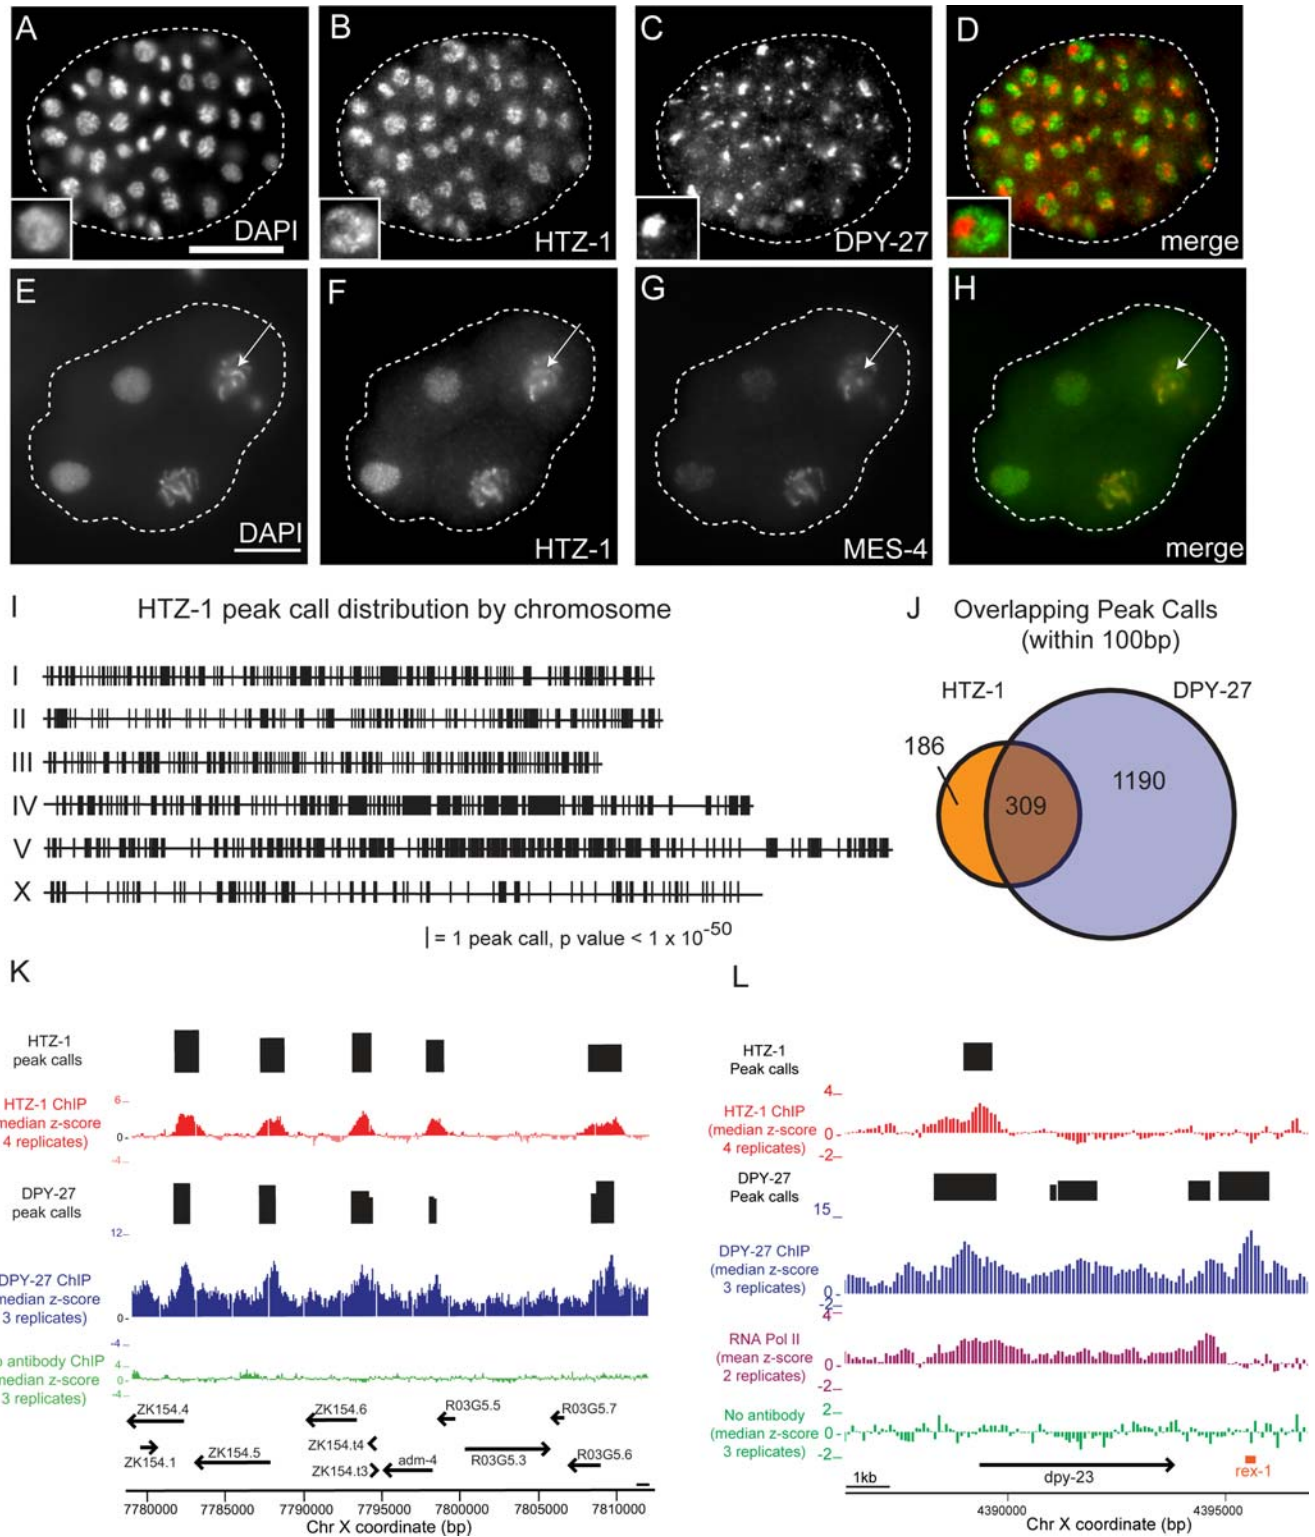 A
B
C
D
DAPI
HTZ-1
DPY-27
merge
E
F
G
H
DAPI
HTZ-1
MES-4
merge
I
HTZ-1 peak call distribution by chromosome
I
II
III
IV
V
X
| = 1 peak call, p value < 1 x 10-50
J
Overlapping Peak Calls
(within 100bp)
HTZ-1
DPY-27
186
309
1190
K
HTZ-1
peak calls
HTZ-1 ChIP
median z-score
4 replicates)
6
0
-4
DPY-27
peak calls
12
DPY-27 ChIP
median z-score
3 replicates)
0
-4
antibody ChIP
median z-score
3 replicates)
4
0
-4
ZK154.4
ZK154.1
ZK154.5
ZK154.6
ZK154.t4
ZK154.t3
adm-4
R03G5.5
R03G5.3
R03G5.7
R03G5.6
7780000 7785000 7790000 7795000 7800000 7805000 7810000
Chr X coordinate (bp)
L
HTZ-1
Peak calls
HTZ-1 ChIP
(median z-score
4 replicates)
4
0
-2
DPY-27
Peak calls
15
DPY-27 ChIP
(median z-score
3 replicates)
0
-2
RNA Pol II
(mean z-score
2 replicates)
4
0
-2
No antibody
(median z-score
3 replicates)
2
0
-2
1kb
dpy-23
rex-1
4390000 4395000
Chr X coordinate (bp)